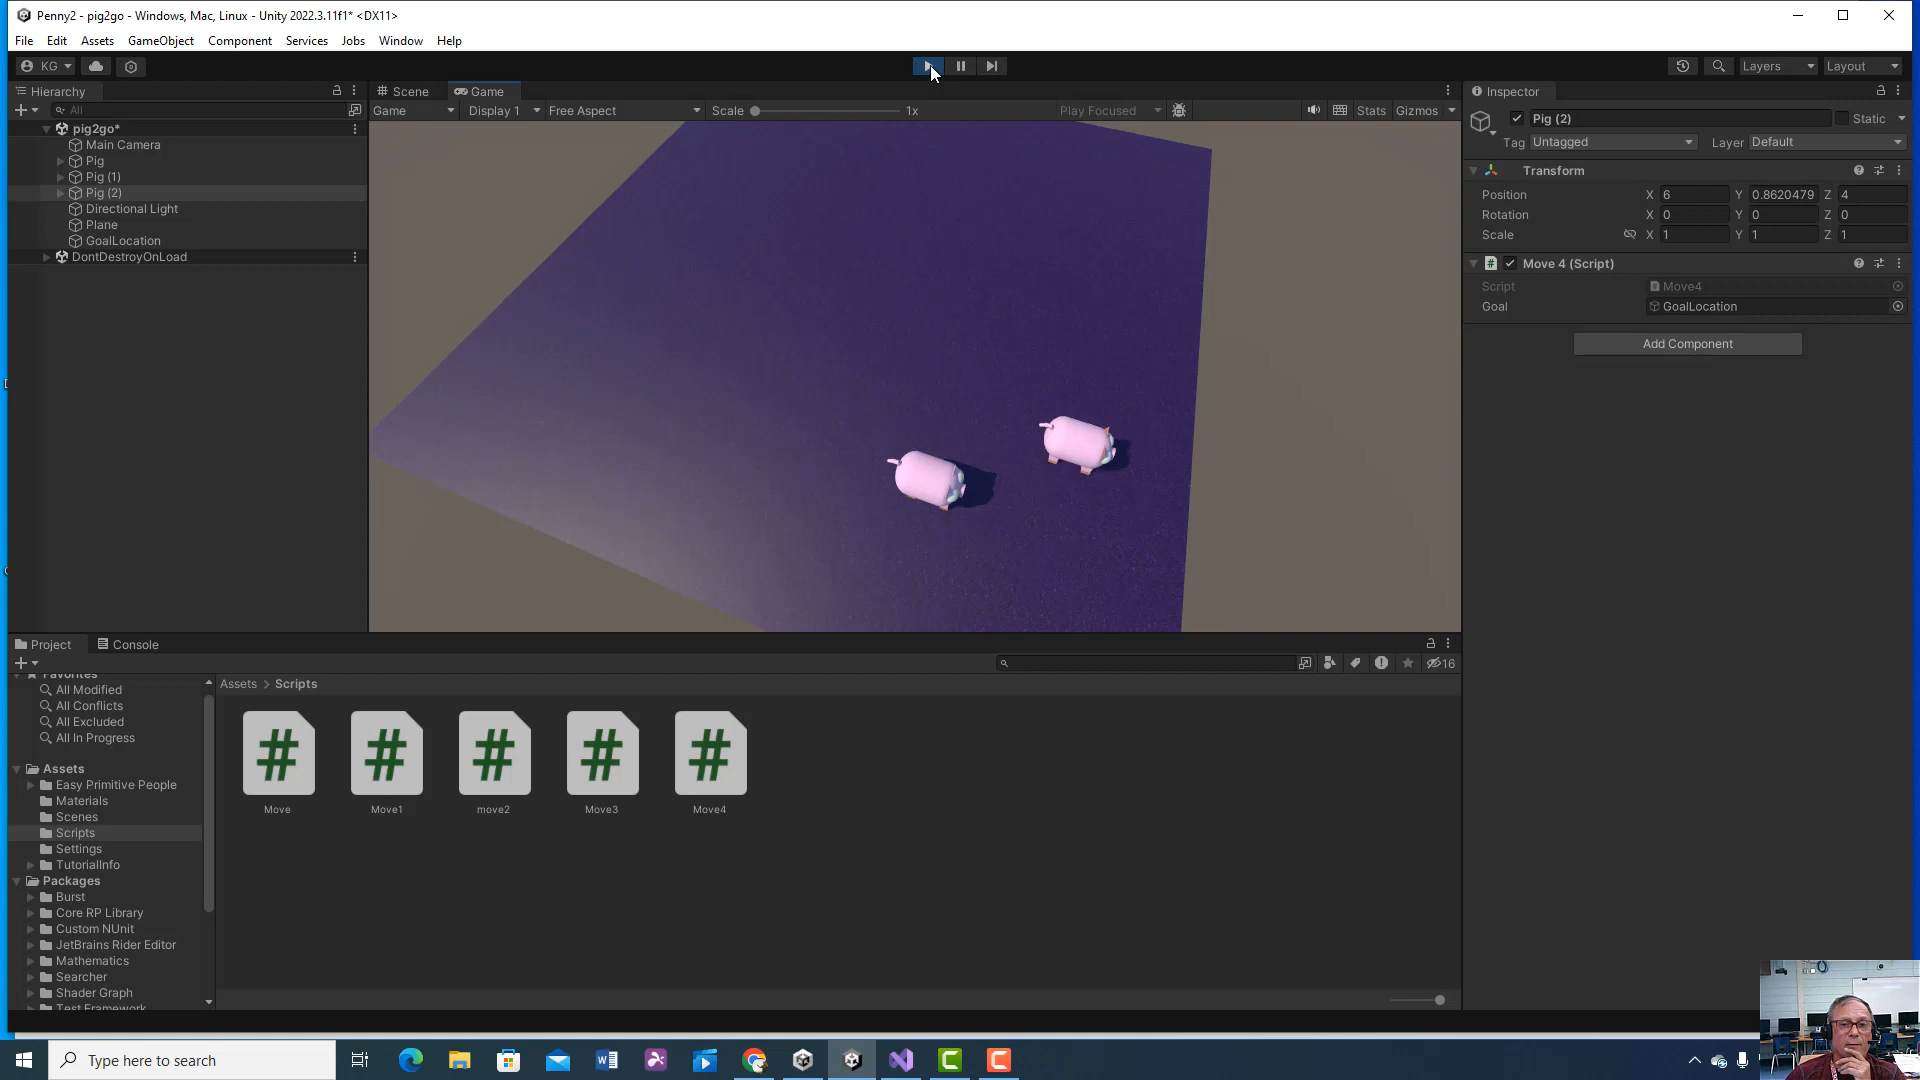 Penny2 - pig2go - Windows, Mac, Linux - Unity 2022.3.11f1* <DX11>
File Edit Assets GameObject Component Services Jobs Window Help
KG Layers Layout
Hierarchy
All
pig2go*
Main Camera
Pig
Pig (1)
Pig (2)
Directional Light
Plane
GoalLocation
DontDestroyOnLoad
Scene Game
Game Display 1 Free Aspect Scale 1x Play Focused Stats Gizmos
Inspector
Pig (2) Static
Tag Untagged Layer Default
Transform
Position X 6 Y 0.8620479 Z 4
Rotation X 0 Y 0 Z 0
Scale X 1 Y 1 Z 1
# Move 4 (Script)
Script Move4
Goal GoalLocation
Add Component
Project Console
16
Favorites
All Modified
All Conflicts
All Excluded
All In Progress
Assets
Easy Primitive People
Materials
Scenes
Scripts
Settings
TutorialInfo
Packages
Burst
Core RP Library
Custom NUnit
JetBrains Rider Editor
Mathematics
Searcher
Shader Graph
Test Framework
Assets > Scripts
# # # # #
Move Move1 move2 Move3 Move4
Type here to search